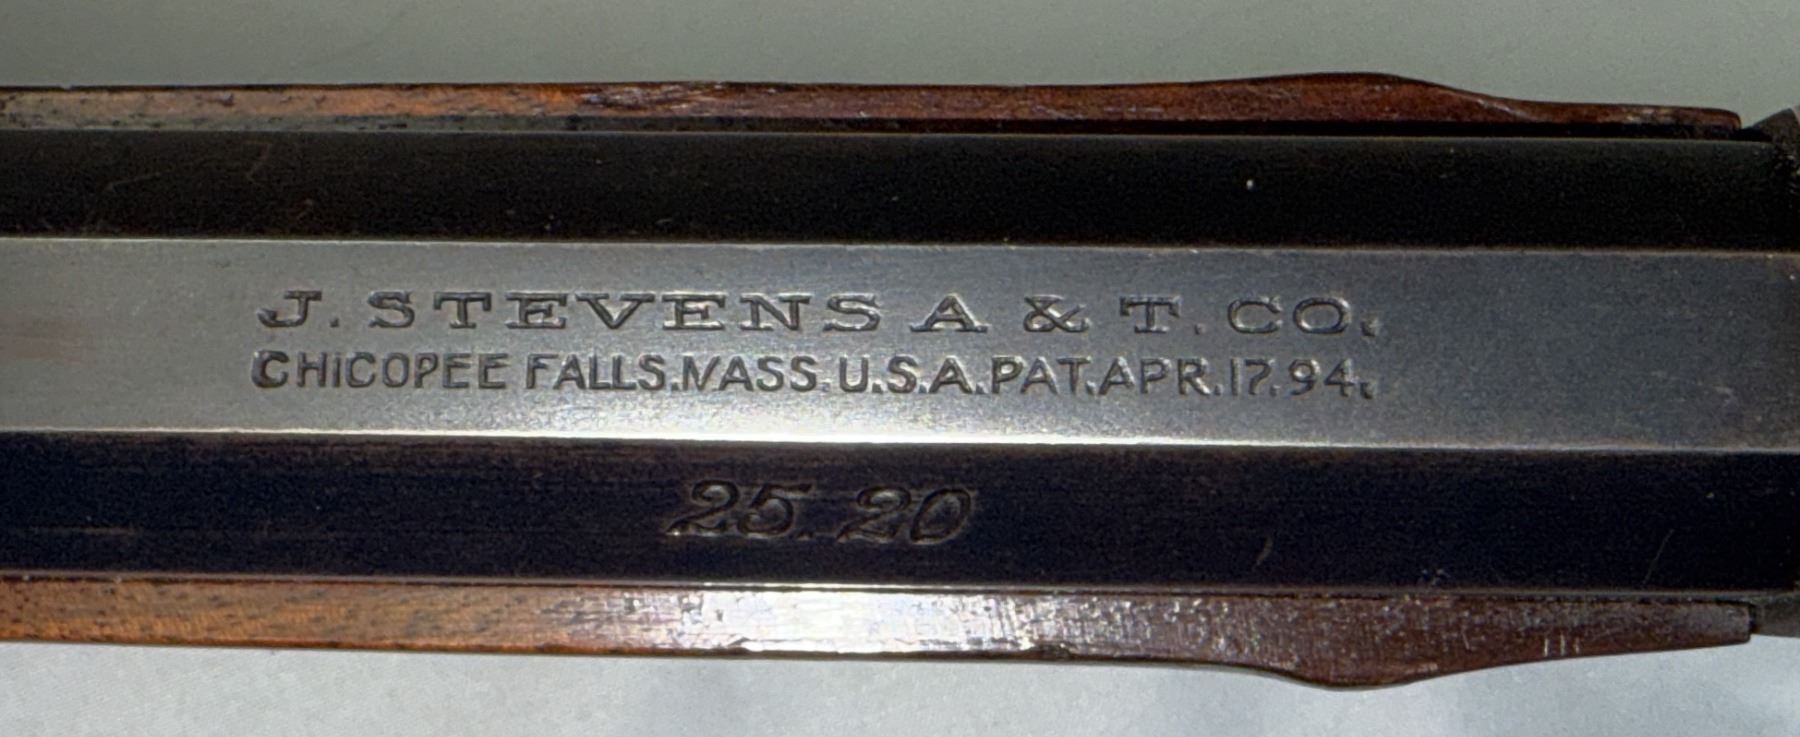 J. STEVENS A & T. CO.
CHICOPEE FALLS. MASS. U.S.A. PAT. APR. 17. 94.
25. 20